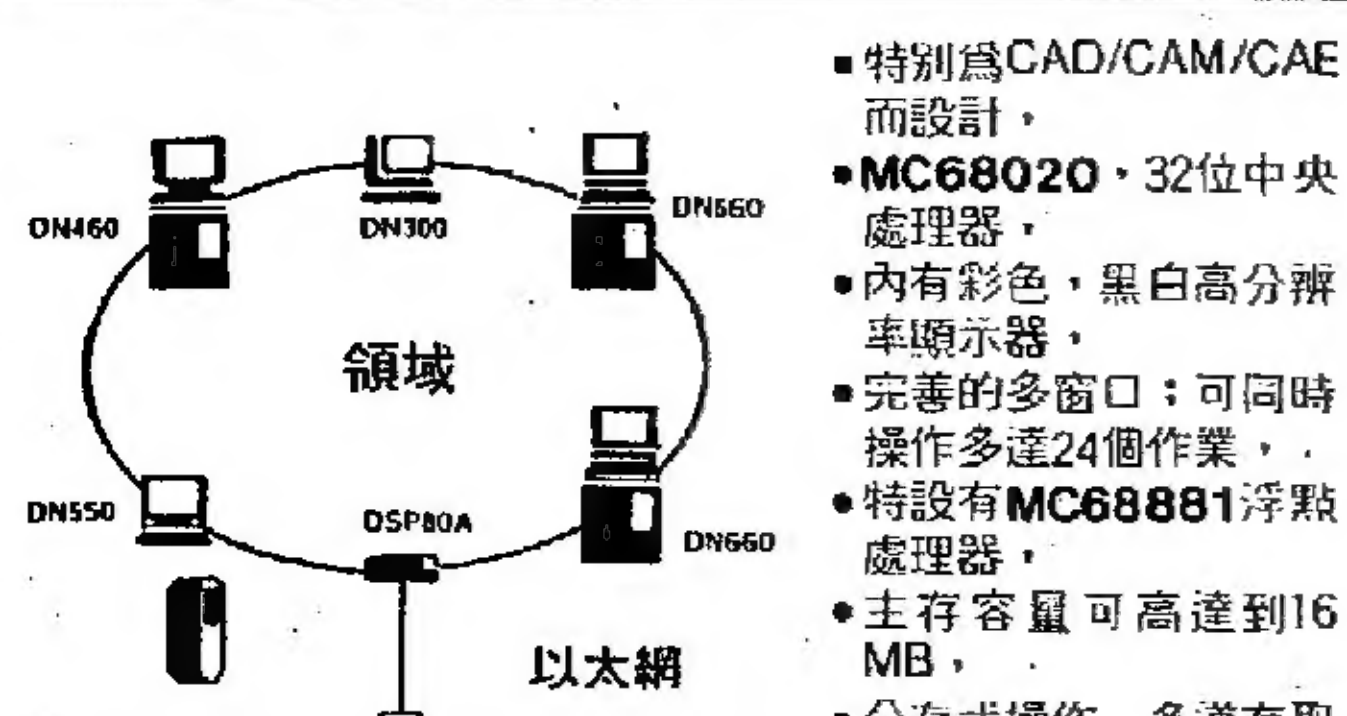 DN460
DN300
DN660
領域
DN550
DSP80A
DN660
以太網
▪特別爲CAD/CAM/CAE
而設計，
•MC68020，32位中央
處理器，
•內有彩色，黑白高分辨
率顯示器，
•完善的多窗口；可同時
操作多達24個作業，
•特設有MC68881浮點
處理器，
•主存容量可高達到16
MB，